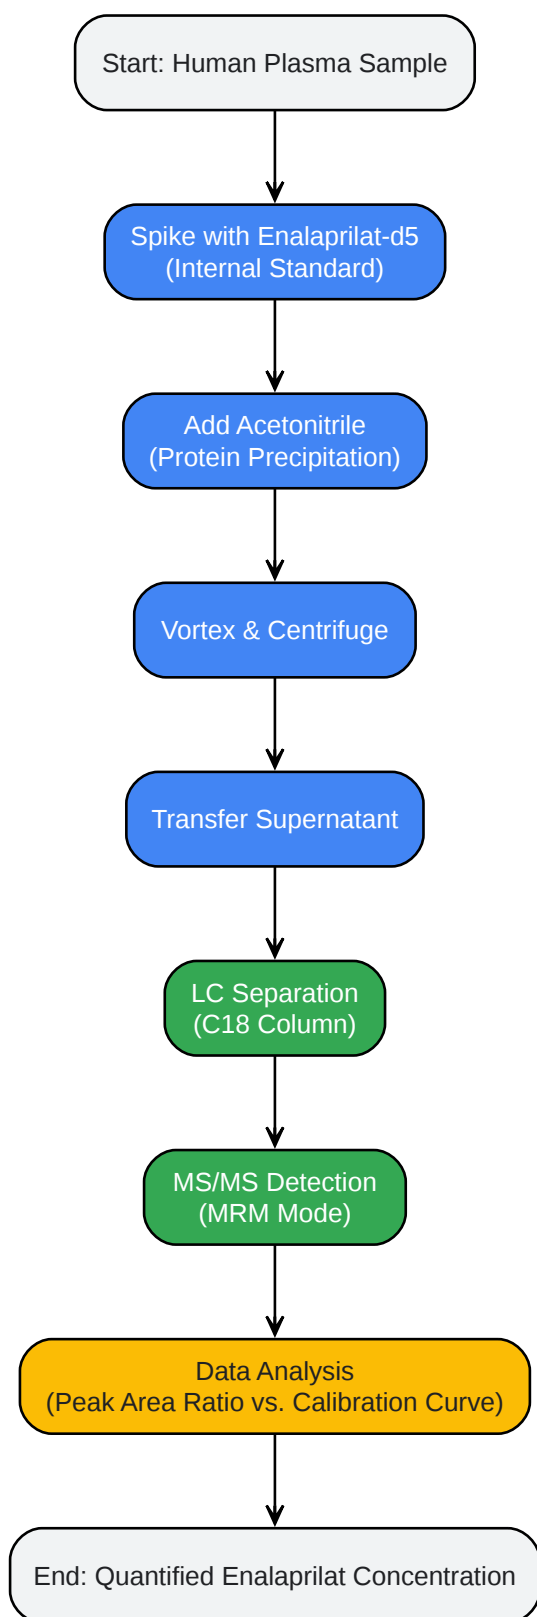 Start: Human Plasma Sample
Spike with Enalaprilat-d5
(Internal Standard)
Add Acetonitrile
(Protein Precipitation)
Vortex & Centrifuge
Transfer Supernatant
LC Separation
(C18 Column)
MS/MS Detection
(MRM Mode)
Data Analysis
(Peak Area Ratio vs. Calibration Curve)
End: Quantified Enalaprilat Concentration